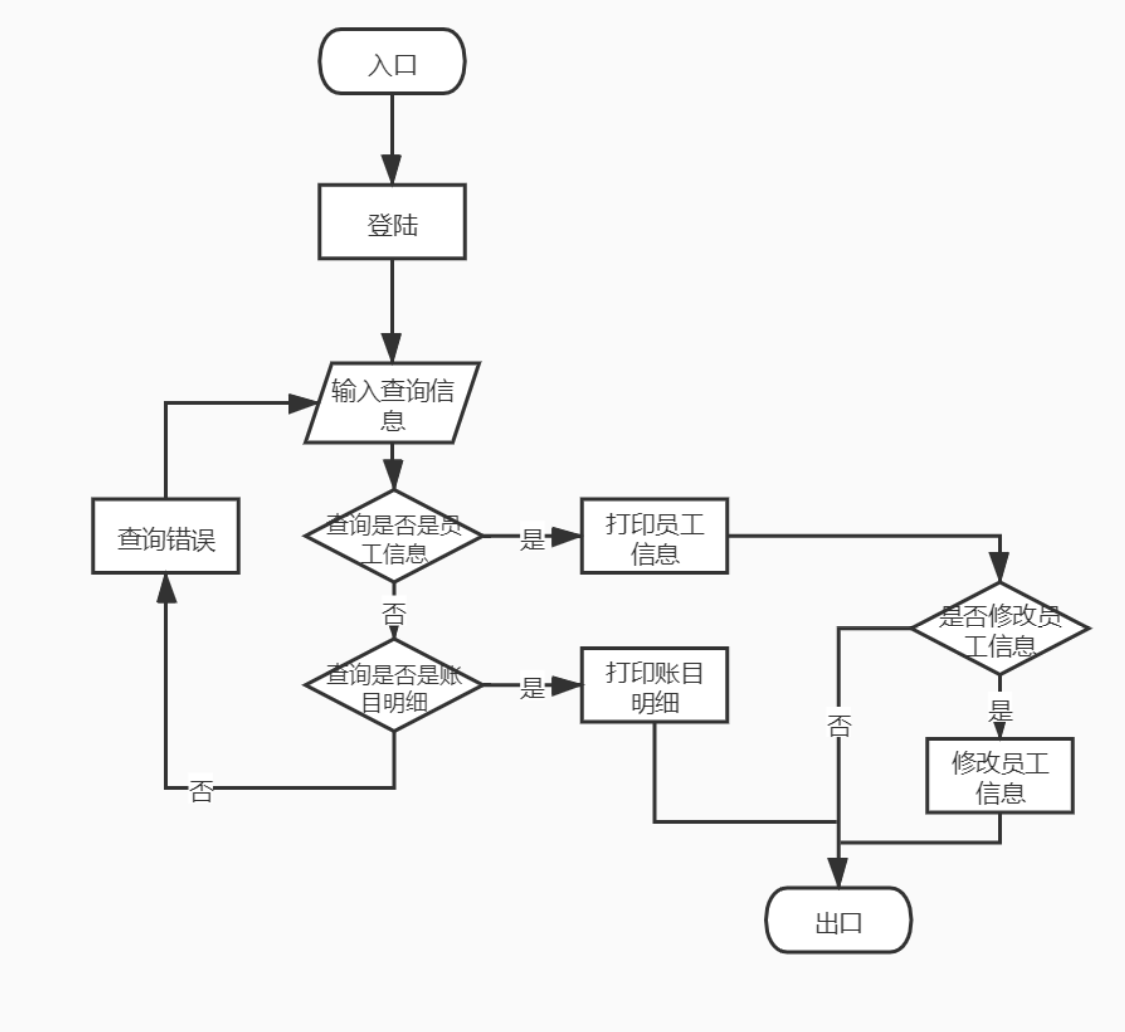 入口
登陆
输入查询信
息
查询错误
查询是否是员
工信息
是
打印员工
信息
否
是否修改员
工信息
查询是否是账
目明细
是
打印账目
明细
否
是
修改员工
信息
否
出口